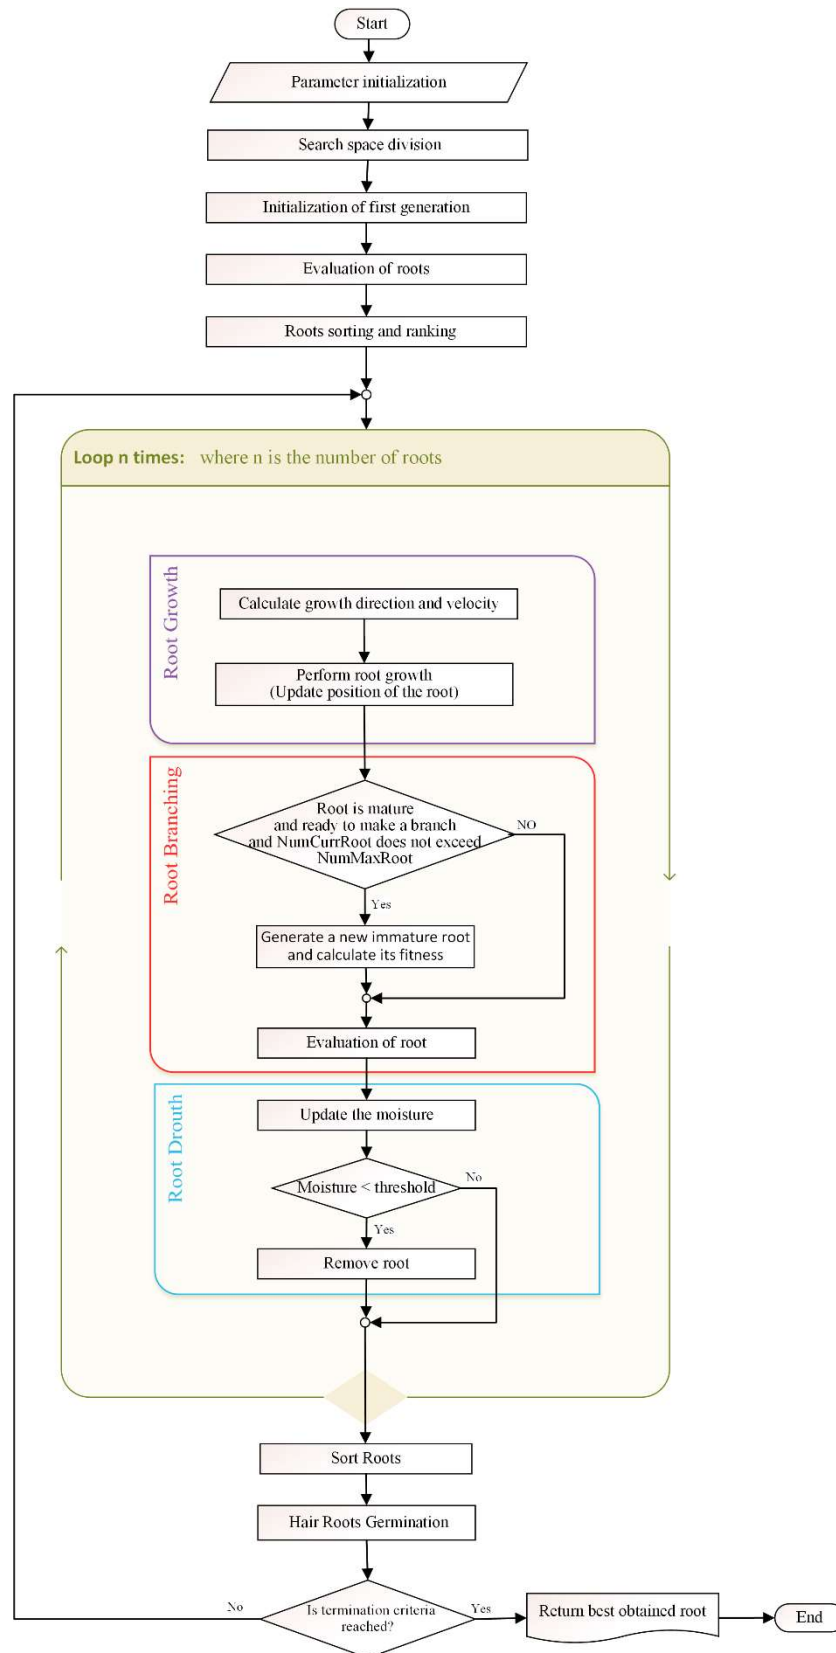 Start
Parameter initialization
Search space division
Initialization of first generation
Evaluation of roots
Roots sorting and ranking
Loop n times: where n is the number of roots
Root Growth
Calculate growth direction and velocity
Perform root growth
(Update position of the root)
Root Branching
Root is mature
and ready to make a branch
and NumCurrRoot does not exceed
NumMaxRoot
NO
Yes
Generate a new immature root
and calculate its fitness
Evaluation of root
Root Drouth
Update the moisture
Moisture < threshold
No
Yes
Remove root
Sort Roots
Hair Roots Germination
Is termination criteria
reached?
No
Yes
Return best obtained root
End